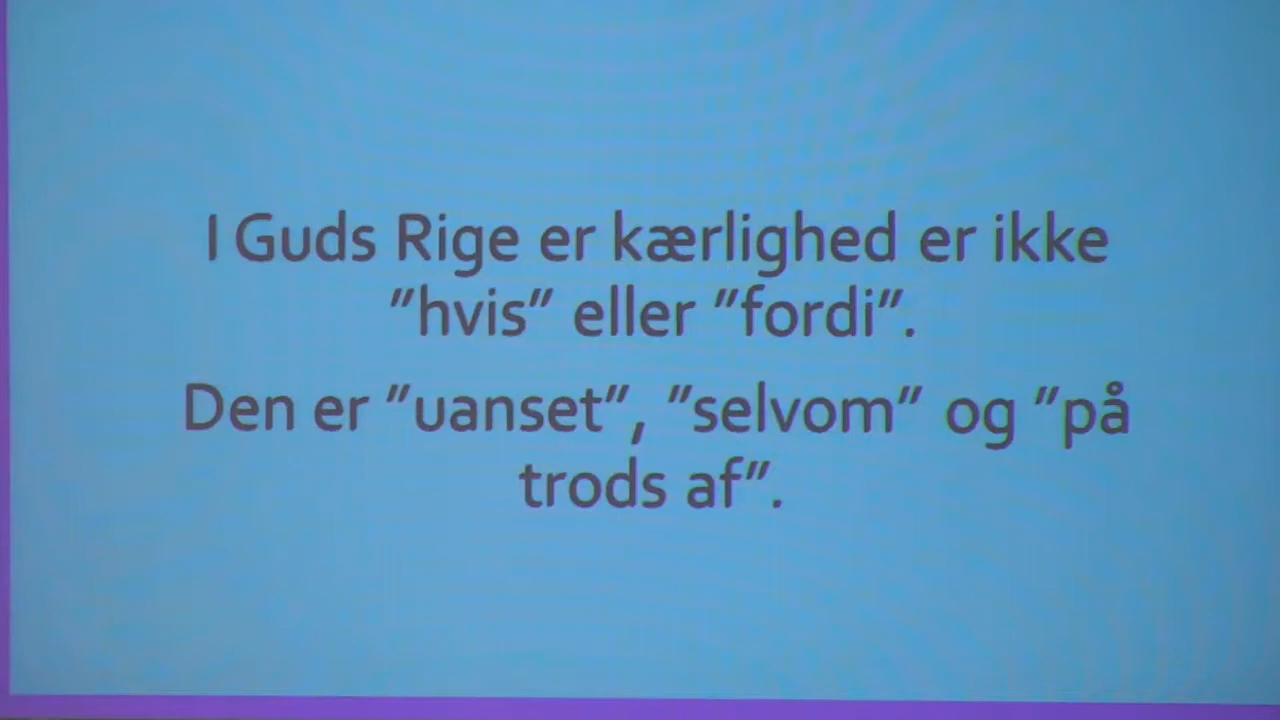 I Guds Rige er kærlighed er ikke
”hvis” eller ”fordi”.
Den er ”uanset”, ”selvom” og ”på
trods af”.